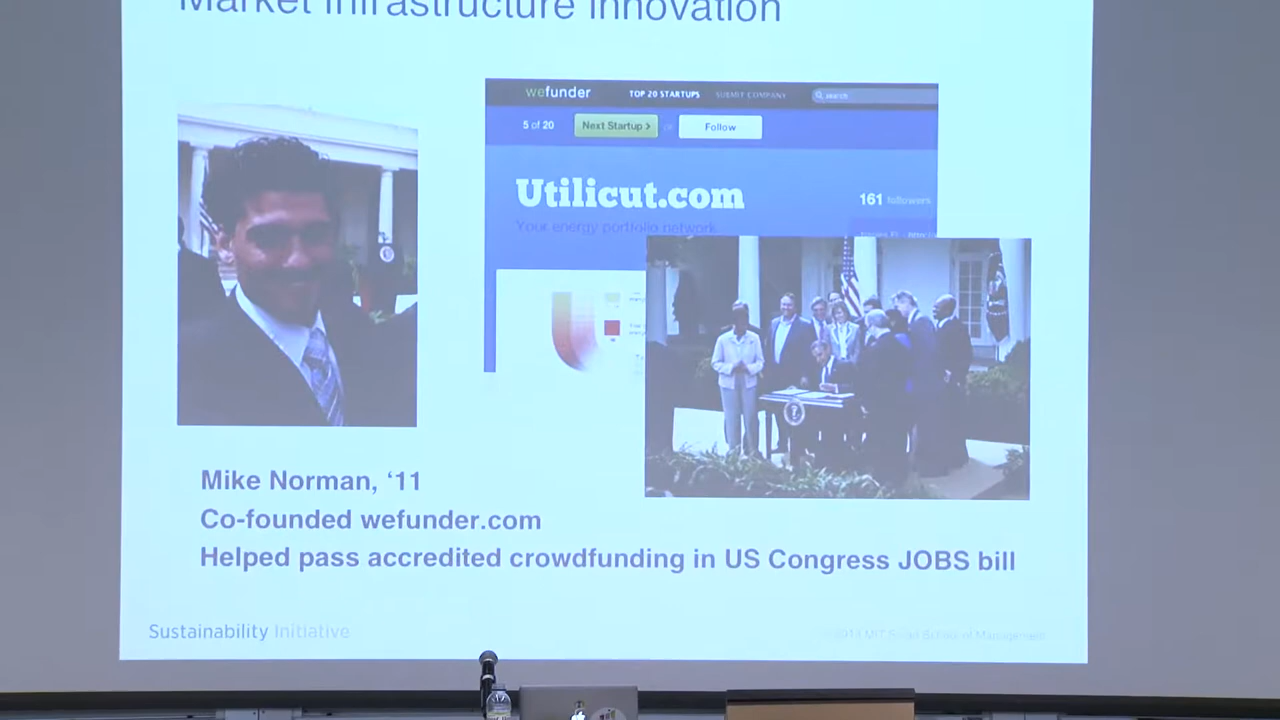 Market Infrastructure Innovation
wefunder TOP 20 STARTUPS SUBMIT COMPANY search
5 of 20 Next Startup > or Follow
Utilicut.com
161 followers
Your energy portfolio network
Mike Norman, ‘11
Co-founded wefunder.com
Helped pass accredited crowdfunding in US Congress JOBS bill
Sustainability Initiative
MIT Sloan School of Management